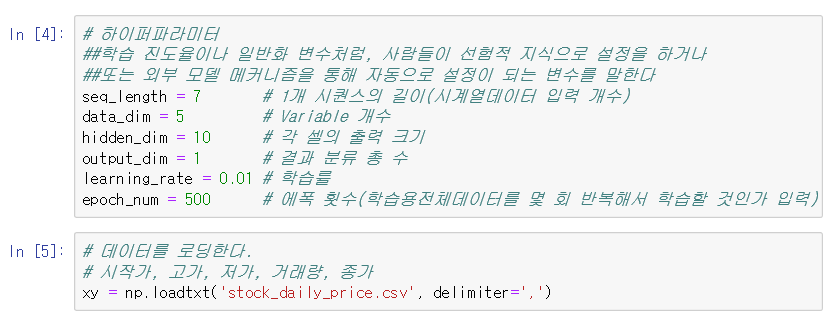 In [4]: # 하이퍼파라미터
##학습 진도율이나 일반화 변수처럼, 사람들이 선험적 지식으로 설정을 하거나
##또는 외부 모델 메커니즘을 통해 자동으로 설정이 되는 변수를 말한다
seq_length = 7 # 1개 시퀀스의 길이(시계열데이터 입력 개수)
data_dim = 5 # Variable 개수
hidden_dim = 10 # 각 셀의 출력 크기
output_dim = 1 # 결과 분류 총 수
learning_rate = 0.01 # 학습률
epoch_num = 500 # 에폭 횟수(학습용전체데이터를 몇 회 반복해서 학습할 것인가 입력)
In [5]: # 데이터를 로딩한다.
# 시작가, 고가, 저가, 거래량, 종가
xy = np.loadtxt('stock_daily_price.csv', delimiter=',')